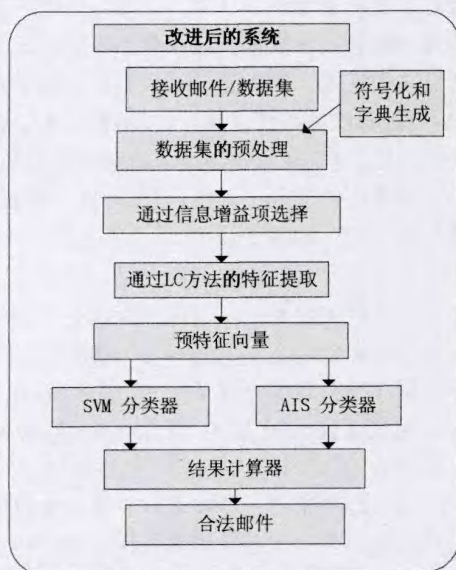 改进后的系统
接收邮件/数据集
符号化和
字典生成
数据集的预处理
通过信息增益项选择
通过LC方法的特征提取
预特征向量
SVM 分类器
AIS 分类器
结果计算器
合法邮件